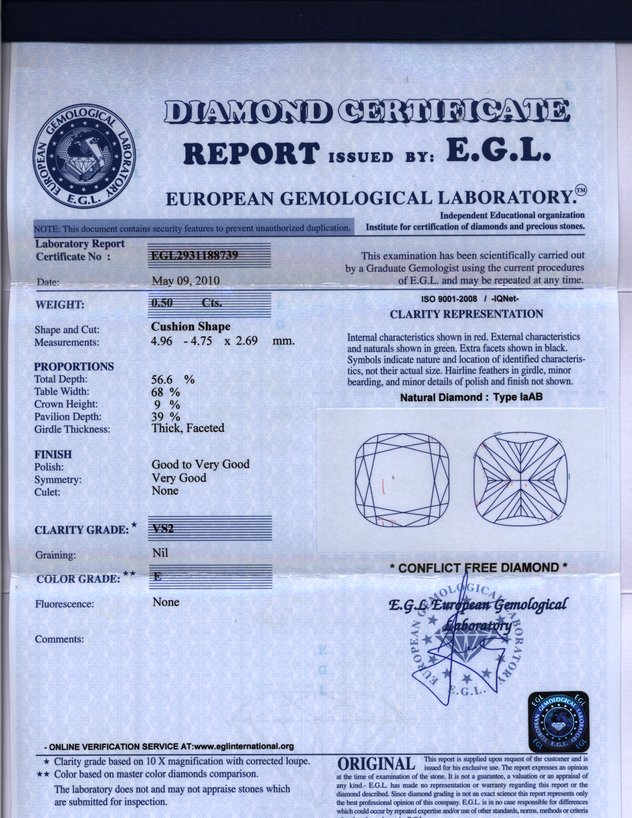 DIAMOND CERTIFICATE
REPORT ISSUED BY: E.G.L.
EUROPEAN GEMOLOGICAL LABORATORY.™
EUROPEAN GEMOLOGICAL LABORATORY
E.G.L.
Independent Educational organization
NOTE: This document contains security features to prevent unauthorized duplication.
Institute for certification of diamonds and precious stones.
Laboratory Report
Certificate No : EGL2931188739
Date: May 09, 2010
This examination has been scientifically carried out
by a Graduate Gemologist using the current procedures
of E.G.L. and may be repeated at any time.
WEIGHT: 0.50 Cts.
Shape and Cut: Cushion Shape
Measurements: 4.96 - 4.75 x 2.69 mm.
PROPORTIONS
Total Depth: 56.6 %
Table Width: 68 %
Crown Height: 9 %
Pavilion Depth: 39 %
Girdle Thickness: Thick, Faceted
FINISH
Polish: Good to Very Good
Symmetry: Very Good
Culet: None
CLARITY GRADE: ★ VS2
Graining: Nil
COLOR GRADE: ★★ E
Fluorescence: None
Comments:
ISO 9001-2008 / -IQNet-
CLARITY REPRESENTATION
Internal characteristics shown in red. External characteristics
and naturals shown in green. Extra facets shown in black.
Symbols indicate nature and location of identified characteris-
tics, not their actual size. Hairline feathers in girdle, minor
bearding, and minor details of polish and finish not shown.
Natural Diamond : Type IaAB
* CONFLICT FREE DIAMOND *
E.G.L European Gemological
Laboratory
EUROPEAN GEMOLOGICAL LABORATORY
E.G.L.
EGL EGL
EUROPEAN GEMOLOGICAL LABORATORY
E.G.L.
EGL EGL
- ONLINE VERIFICATION SERVICE AT:www.eglinternational.org
★ Clarity grade based on 10 X magnification with corrected loupe.
★★ Color based on master color diamonds comparison.
The laboratory does not and may not appraise stones which
are submitted for inspection.
ORIGINAL This report is supplied upon request of the customer and is
issued for his exclusive use. The report expresses an opinion
at the time of examination of the stone. It is not a guarantee, a valuation or an appraisal of
any kind.- E.G.L. has made no representation or warranty regarding this report or the
diamond described. Since diamond grading is not an exact science this report represents only
the best professional opinion of this company. E.G.L. is in no case responsible for differences
which could occur by repeated expertise and/or use of other standards, norms, methods or criteria